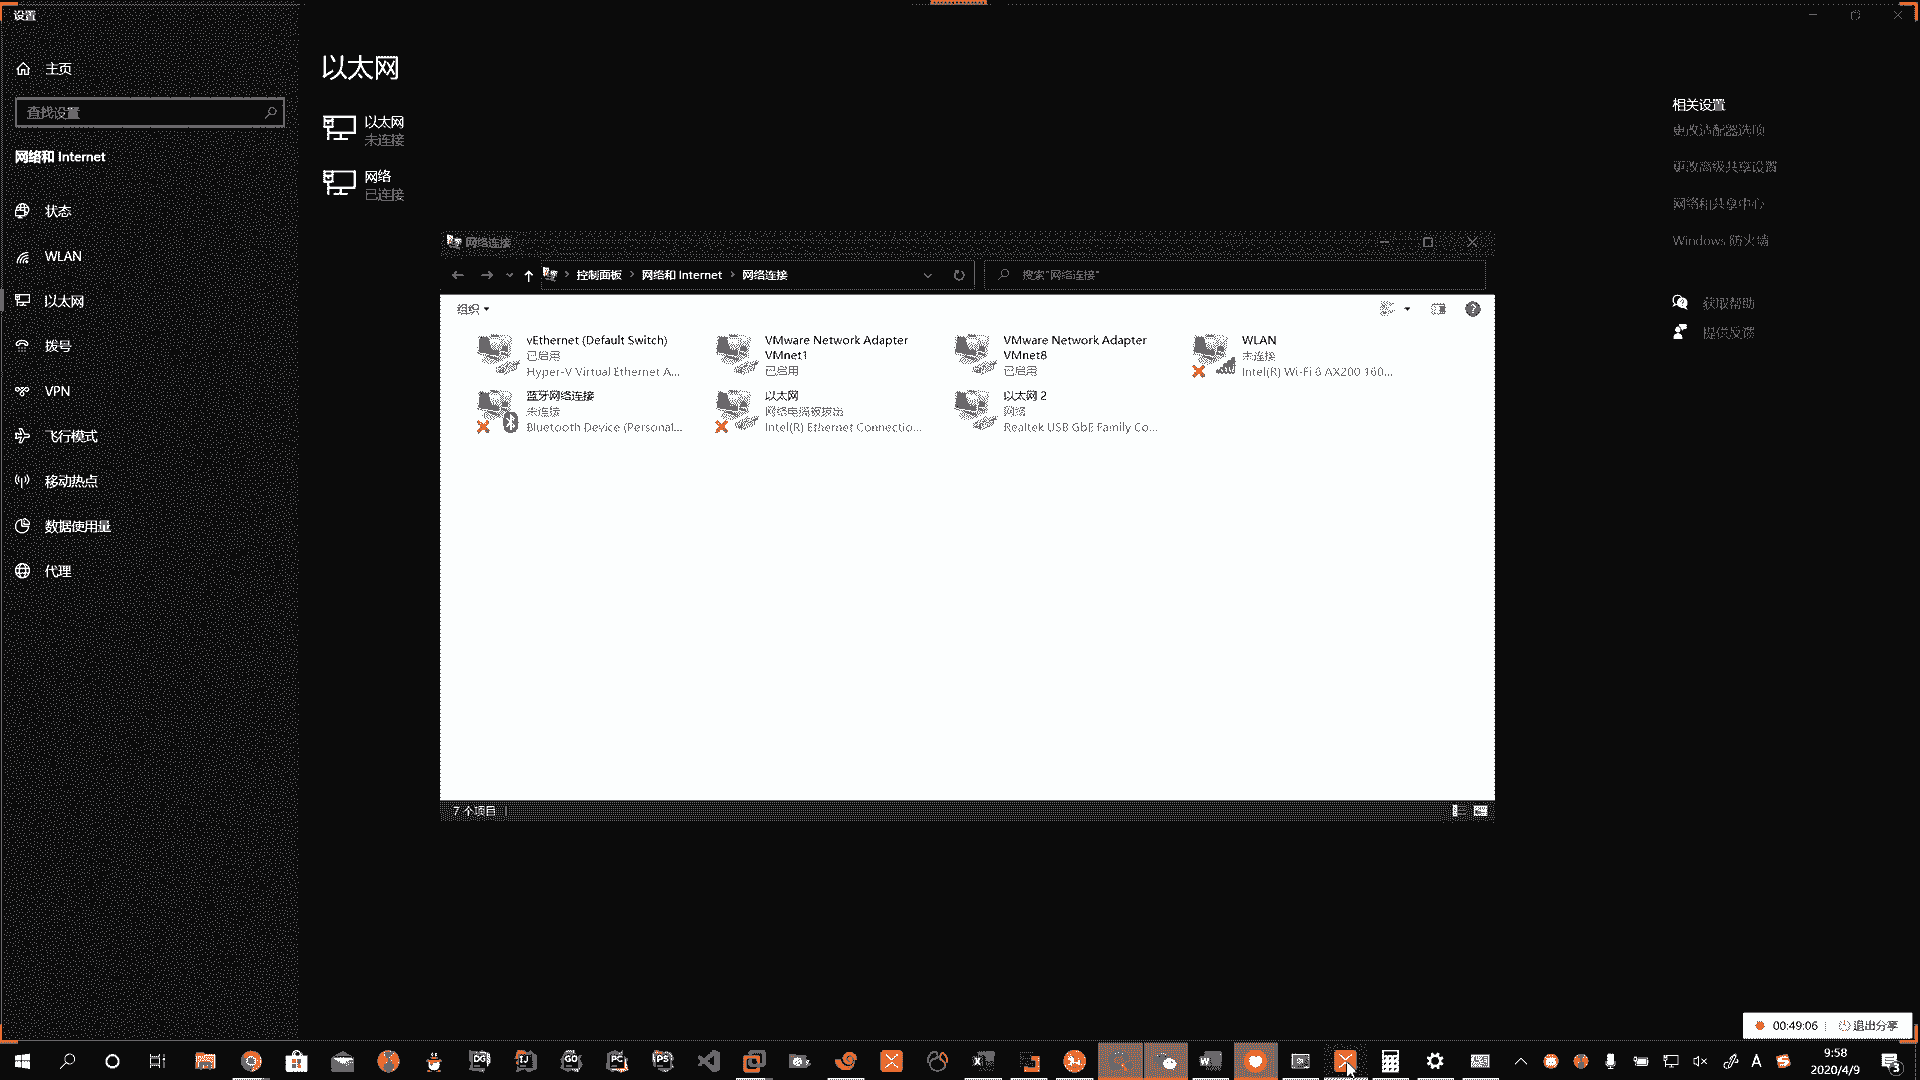 设置
主页
查找设置
网络和 Internet
状态
WLAN
以太网
拨号
VPN
飞行模式
移动热点
数据使用量
代理
以太网
以太网
未连接
网络
已连接
相关设置
更改适配器选项
更改高级共享设置
网络和共享中心
Windows 防火墙
获取帮助
提供反馈
网络连接
控制面板 › 网络和 Internet › 网络连接
搜索"网络连接"
组织
vEthernet (Default Switch)
已启用
Hyper-V Virtual Ethernet A...
VMware Network Adapter
VMnet1
已启用
VMware Network Adapter
VMnet8
已启用
WLAN
未连接
Intel(R) Wi-Fi 6 AX200 160...
蓝牙网络连接
未连接
Bluetooth Device (Personal...
以太网
网络电缆被拔出
Intel(R) Ethernet Connectio...
以太网 2
网络
Realtek USB GbE Family Co...
7 个项目
00:49:06
退出分享
DG
IJ
GO
PC
PS
A
9:58
2020/4/9
3